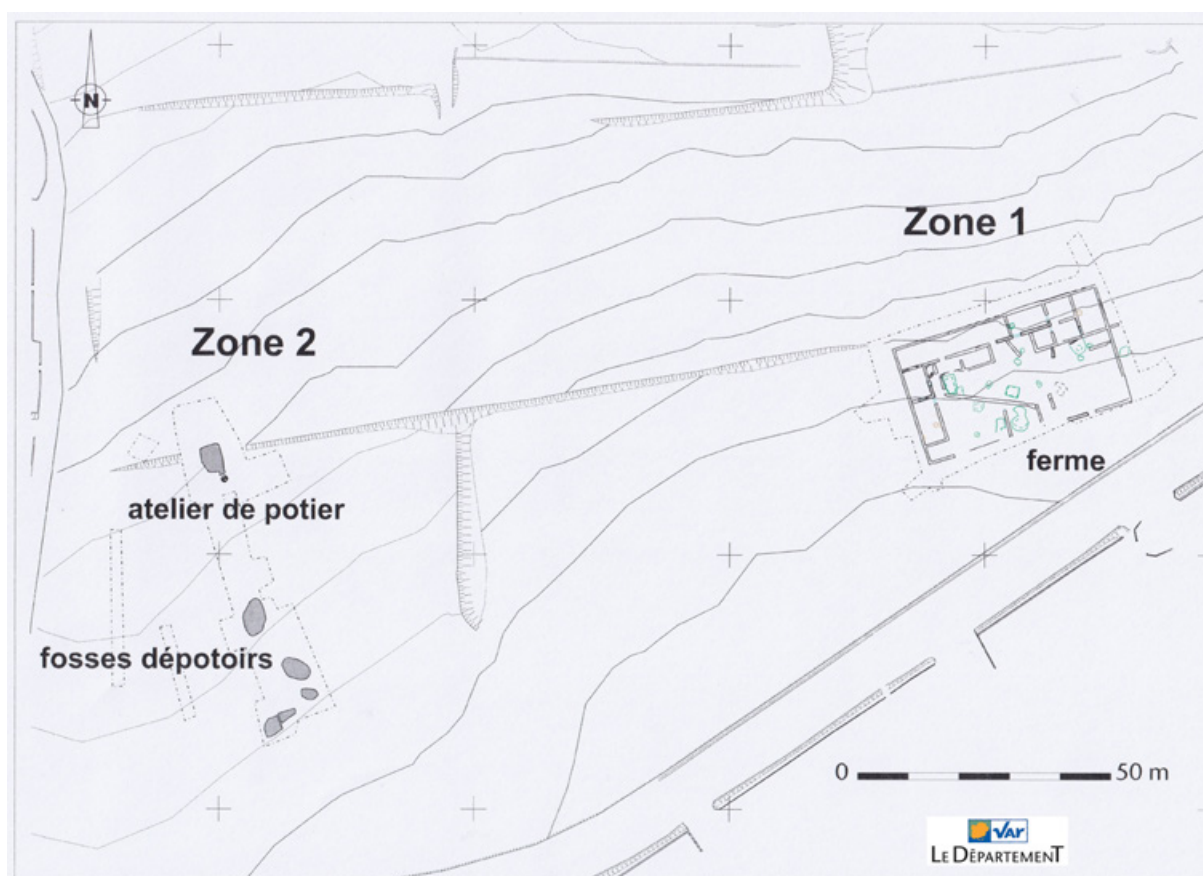 N
Zone 1
Zone 2
ferme
atelier de potier
fosses dépotoirs
0 50 m
VAR
LE DÉPARTEMENT